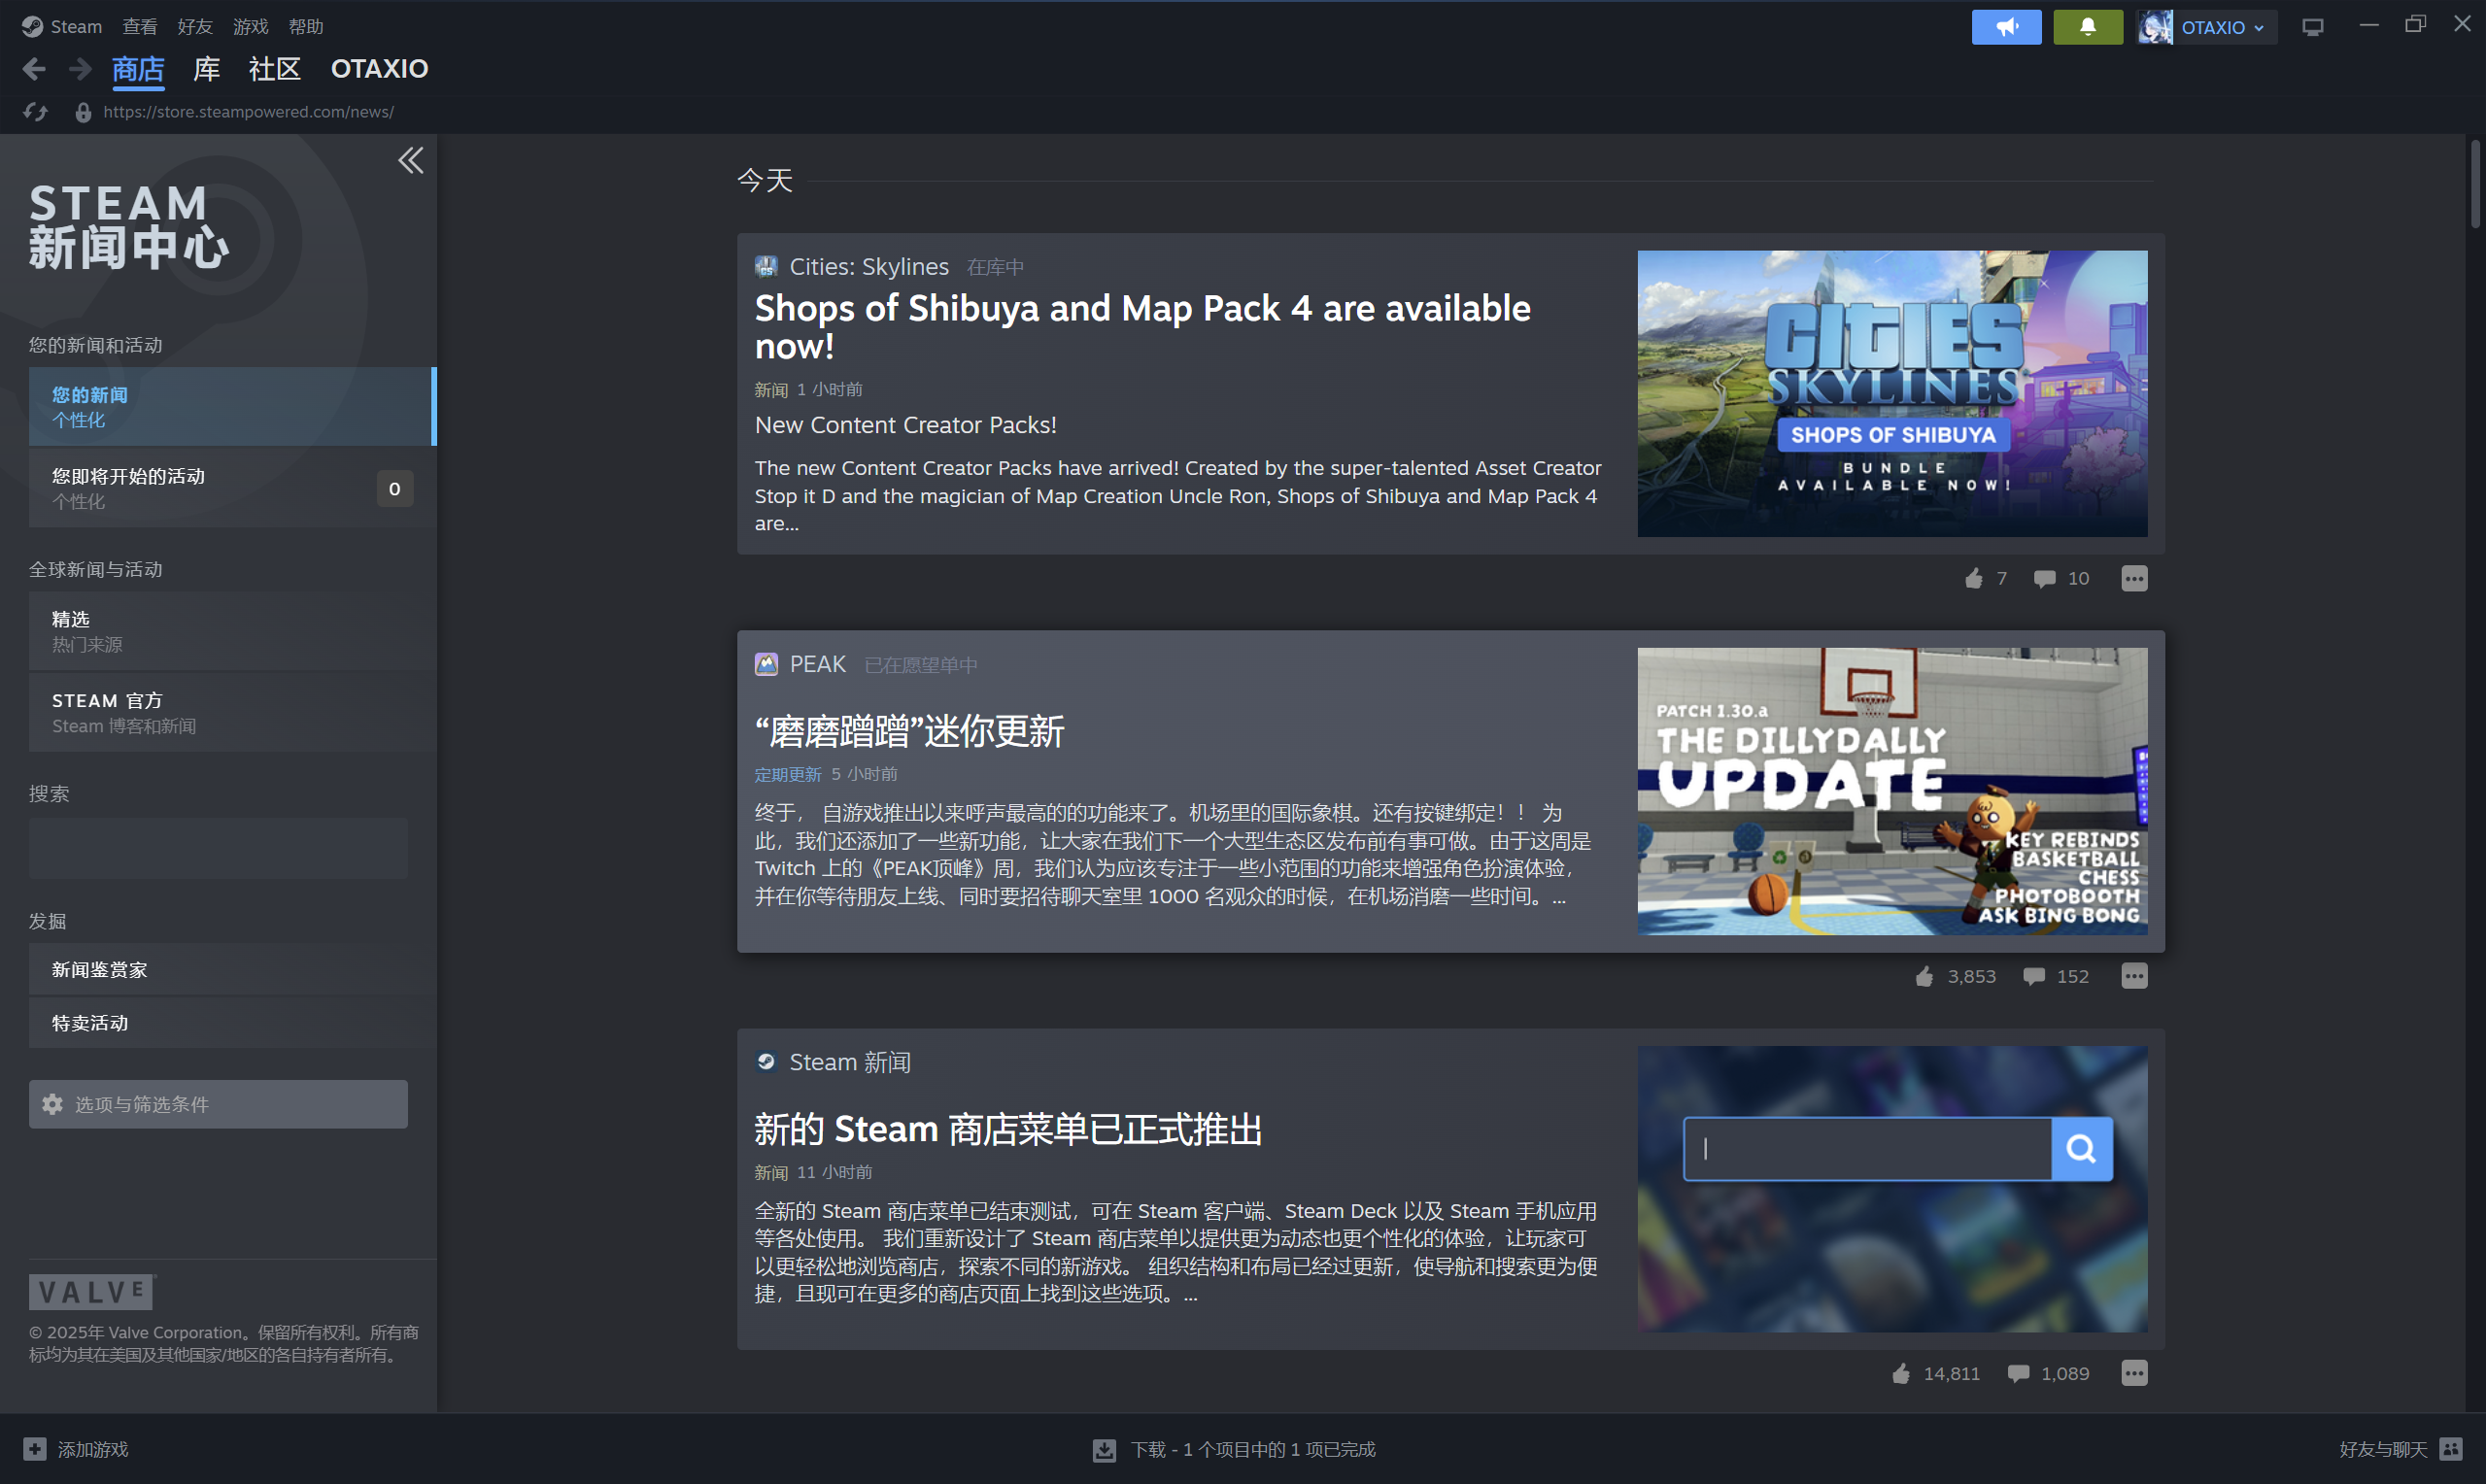 Steam 查看 好友 游戏 帮助
OTAXIO
商店 库 社区 OTAXIO
https://store.steampowered.com/news/
STEAM
新闻中心
您的新闻和活动
您的新闻
个性化
您即将开始的活动
个性化
0
全球新闻与活动
精选
热门来源
STEAM 官方
Steam 博客和新闻
搜索
发掘
新闻鉴赏家
特卖活动
选项与筛选条件
VALVE
© 2025年 Valve Corporation。保留所有权利。所有商
标均为其在美国及其他国家/地区的各自持有者所有。
今天
Cities: Skylines 在库中
Shops of Shibuya and Map Pack 4 are available
now!
新闻 1 小时前
New Content Creator Packs!
The new Content Creator Packs have arrived! Created by the super-talented Asset Creator
Stop it D and the magician of Map Creation Uncle Ron, Shops of Shibuya and Map Pack 4
are...
CS
CITIES
SKYLINES
SHOPS OF SHIBUYA
BUNDLE
AVAILABLE NOW!
7 10
PEAK 已在愿望单中
“磨磨蹭蹭”迷你更新
定期更新 5 小时前
终于， 自游戏推出以来呼声最高的的功能来了。机场里的国际象棋。还有按键绑定！！ 为
此，我们还添加了一些新功能，让大家在我们下一个大型生态区发布前有事可做。由于这周是
Twitch 上的《PEAK顶峰》周，我们认为应该专注于一些小范围的功能来增强角色扮演体验，
并在你等待朋友上线、同时要招待聊天室里 1000 名观众的时候，在机场消磨一些时间。...
PATCH 1.30.a
THE DILLYDALLY
UPDATE
KEY REBINDS
BASKETBALL
CHESS
PHOTOBOOTH
ASK BING BONG
3,853 152
Steam 新闻
新的 Steam 商店菜单已正式推出
新闻 11 小时前
全新的 Steam 商店菜单已结束测试，可在 Steam 客户端、Steam Deck 以及 Steam 手机应用
等各处使用。 我们重新设计了 Steam 商店菜单以提供更为动态也更个性化的体验，让玩家可
以更轻松地浏览商店，探索不同的新游戏。 组织结构和布局已经过更新，使导航和搜索更为便
捷，且现可在更多的商店页面上找到这些选项。...
14,811 1,089
添加游戏
下载 - 1 个项目中的 1 项已完成
好友与聊天